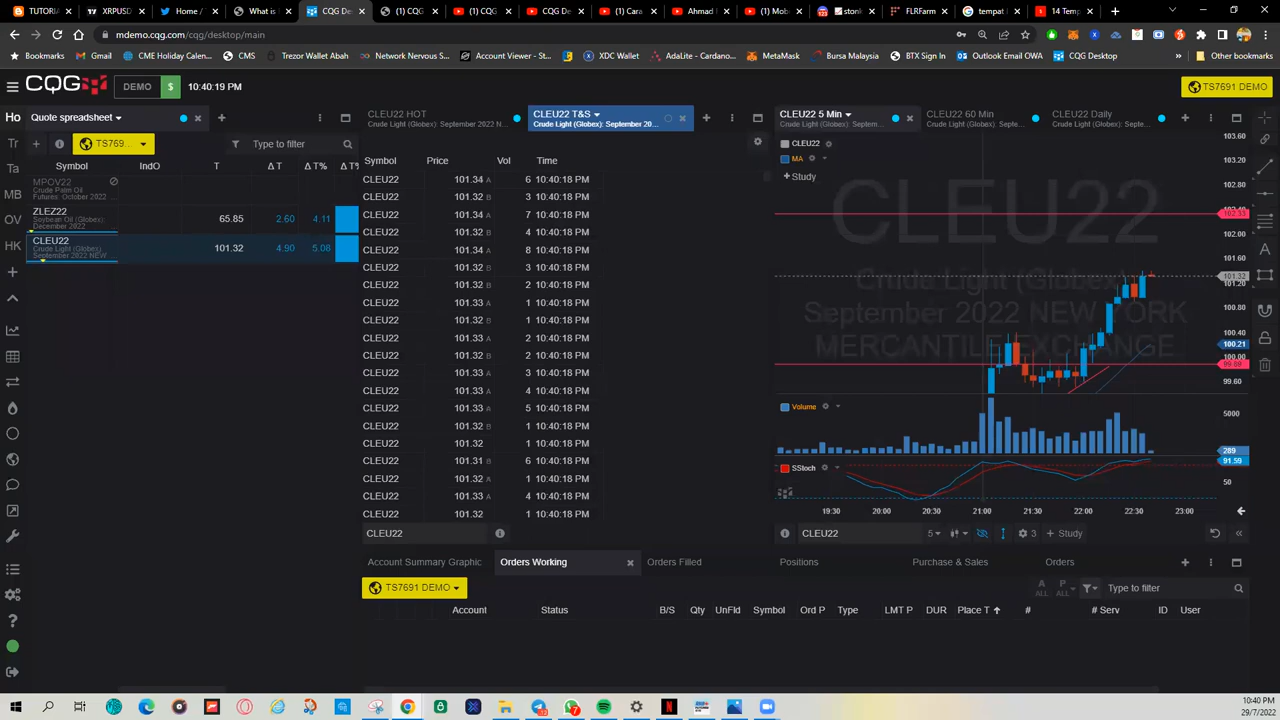 TUTORIA
XRPUSD
Home /
What is
CQG De
(1) CQG
(1) CQG
CQG De
(1) Cara
Ahmad
(1) Mob
stonk
FLRFarm
tempat
14 Temp
mdemo.cqg.com/cqg/desktop/main
Bookmarks
Gmail
CME Holiday Calen...
CMS
Trezor Wallet Abah
Network Nervous S...
Account Viewer - St...
XDC Wallet
AdaLite - Cardano...
MetaMask
Bursa Malaysia
BTX Sign In
Outlook Email OWA
CQG Desktop
Other bookmarks
CQG
DEMO
$
10:40:19 PM
TS7691 DEMO
Ho
Quote spreadsheet
CLEU22 HOT
Crude Light (Globex): September 2022 N...
CLEU22 T&S
Crude Light (Globex): September 20...
CLEU22 5 Min
Crude Light (Globex): Septem...
CLEU22 60 Min
Crude Light (Globex): Septe...
CLEU22 Daily
Crude Light (Globex): Septe...
Tr
Ta
MB
OV
HK
TS769...
Type to filter
Symbol IndO T Δ T Δ T% Δ T
MPOV22
Crude Palm Oil
Futures: October 2022
ZLEZ22
Soybean Oil (Globex):
December 2022
65.85 2.60 4.11
CLEU22
Crude Light (Globex):
September 2022 NEW
101.32 4.90 5.08
Symbol Price Vol Time
CLEU22 101.34 A 6 10:40:18 PM
CLEU22 101.32 B 3 10:40:18 PM
CLEU22 101.34 A 7 10:40:18 PM
CLEU22 101.32 B 4 10:40:18 PM
CLEU22 101.34 A 8 10:40:18 PM
CLEU22 101.32 B 3 10:40:18 PM
CLEU22 101.32 B 2 10:40:18 PM
CLEU22 101.33 A 1 10:40:18 PM
CLEU22 101.32 B 1 10:40:18 PM
CLEU22 101.33 A 2 10:40:18 PM
CLEU22 101.32 B 2 10:40:18 PM
CLEU22 101.33 A 3 10:40:18 PM
CLEU22 101.33 A 4 10:40:18 PM
CLEU22 101.33 A 5 10:40:18 PM
CLEU22 101.32 B 1 10:40:18 PM
CLEU22 101.32 1 10:40:18 PM
CLEU22 101.31 B 6 10:40:18 PM
CLEU22 101.32 A 1 10:40:18 PM
CLEU22 101.33 A 4 10:40:18 PM
CLEU22 101.32 1 10:40:18 PM
CLEU22
CLEU22
MA
Study
CLEU22
Crude Light (Globex)
September 2022 NEW YORK
MERCANTILE EXCHANGE
103.60
103.20
102.80
102.40
102.33
101.60
101.32
101.20
100.80
100.40
100.21
100.00
99.88
99.60
Volume
5000
289
SStoch
91.59
50
19:30 20:00 20:30 21:00 21:30 22:00 22:30 23:00
CLEU22 5 3 Study
Account Summary Graphic
Orders Working
Orders Filled
Positions
Purchase & Sales
Orders
TS7691 DEMO
A ALL
P ALL
Type to filter
Account Status B/S Qty UnFld Symbol Ord P Type LMT P DUR Place T # # Serv ID User
10:40 PM
29/7/2022